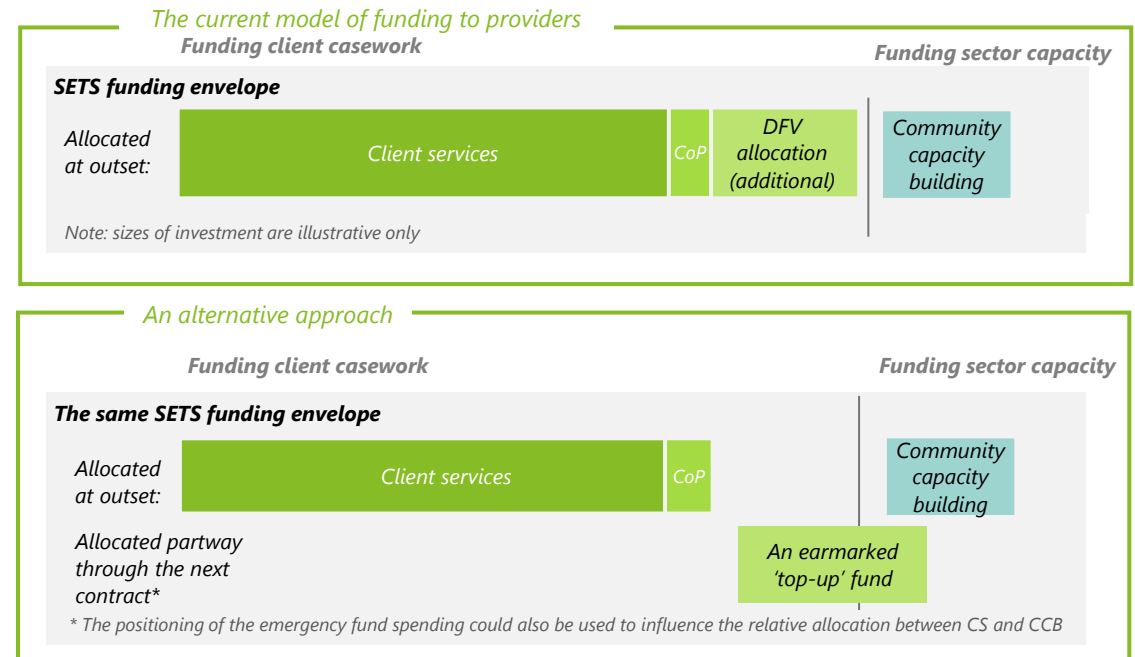 The current model of funding to providers
Funding client casework
Funding sector capacity
SETS funding envelope
Allocated
at outset:
Client services
CoP
DFV
allocation
(additional)
Community
capacity
building
Note: sizes of investment are illustrative only
An alternative approach
Funding client casework
Funding sector capacity
The same SETS funding envelope
Allocated
at outset:
Client services
CoP
Community
capacity
building
Allocated partway
through the next
contract*
An earmarked
‘top-up’ fund
* The positioning of the emergency fund spending could also be used to influence the relative allocation between CS and CCB